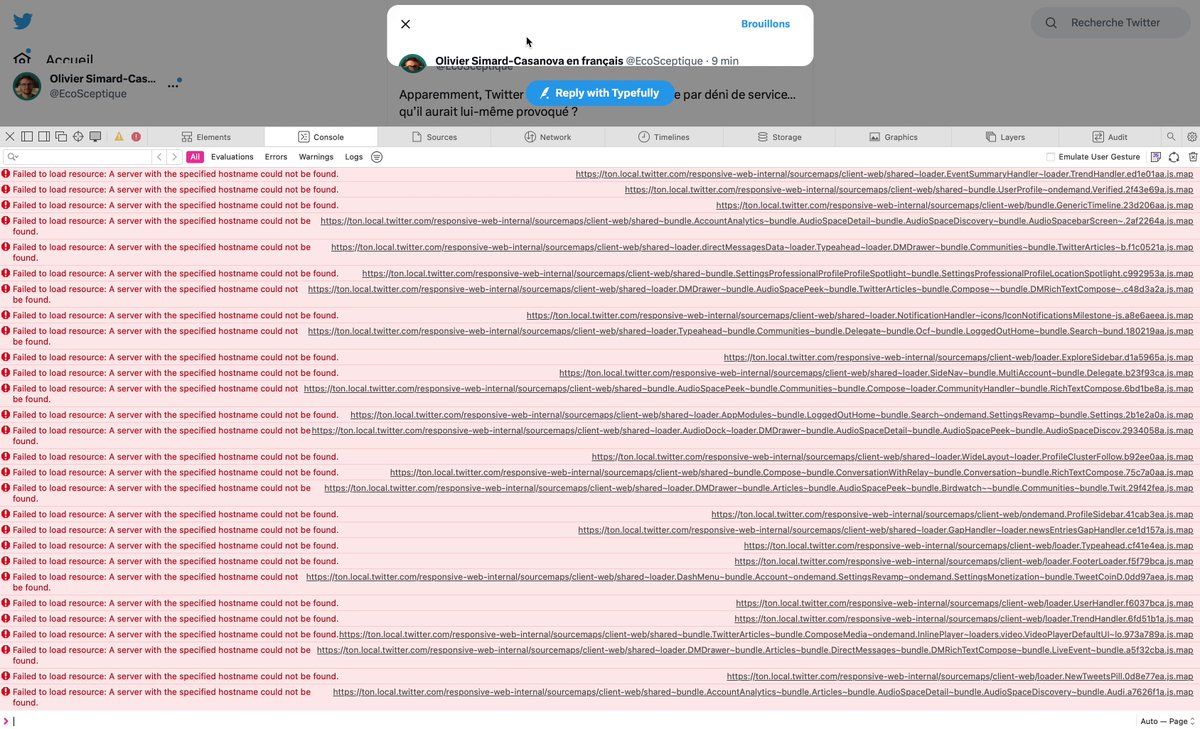 Brouillons
Recherche Twitter
Accueil
Olivier Simard-Cas...
@EcoSceptique
Olivier Simard-Casanova en français @EcoSceptique · 9 min
@EcoSceptique
Apparemment, Twitter
Reply with Typefully
e par déni de service...
qu'il aurait lui-même provoqué ?
Elements
Console
Sources
Network
Timelines
Storage
Graphics
Layers
Audit
All
Evaluations
Errors
Warnings
Logs
Emulate User Gesture
Failed to load resource: A server with the specified hostname could not be found. https://ton.local.twitter.com/responsive-web-internal/sourcemaps/client-web/shared~loader.EventSummaryHandler~loader.TrendHandler.ed1e01aa.js.map
Failed to load resource: A server with the specified hostname could not be found. https://ton.local.twitter.com/responsive-web-internal/sourcemaps/client-web/shared~bundle.UserProfile~ondemand.Verified.2f43e69a.js.map
Failed to load resource: A server with the specified hostname could not be found. https://ton.local.twitter.com/responsive-web-internal/sourcemaps/client-web/bundle.GenericTimeline.23d206aa.js.map
Failed to load resource: A server with the specified hostname could not be https://ton.local.twitter.com/responsive-web-internal/sourcemaps/client-web/shared~bundle.AccountAnalytics~bundle.AudioSpaceDetail~bundle.AudioSpaceDiscovery~bundle.AudioSpacebarScreen~.2af2264a.js.map
found.
Failed to load resource: A server with the specified hostname could not be https://ton.local.twitter.com/responsive-web-internal/sourcemaps/client-web/shared~loader.directMessagesData~loader.Typeahead~loader.DMDrawer~bundle.Communities~bundle.TwitterArticles~b.f1c0521a.js.map
found.
Failed to load resource: A server with the specified hostname could not be found. https://ton.local.twitter.com/responsive-web-internal/sourcemaps/client-web/shared~bundle.SettingsProfessionalProfileProfileSpotlight~bundle.SettingsProfessionalProfileLocationSpotlight.c992953a.js.map
Failed to load resource: A server with the specified hostname could not https://ton.local.twitter.com/responsive-web-internal/sourcemaps/client-web/shared~loader.DMDrawer~bundle.AudioSpacePeek~bundle.TwitterArticles~bundle.Compose~~bundle.DMRichTextCompose~.c48d3a2a.js.map
be found.
Failed to load resource: A server with the specified hostname could not be found. https://ton.local.twitter.com/responsive-web-internal/sourcemaps/client-web/shared~loader.NotificationHandler~icons/IconNotificationsMilestone-js.a8e6aeea.js.map
Failed to load resource: A server with the specified hostname could not https://ton.local.twitter.com/responsive-web-internal/sourcemaps/client-web/shared~loader.Typeahead~bundle.Communities~bundle.Delegate~bundle.Ocf~bundle.LoggedOutHome~bundle.Search~bund.180219aa.js.map
be found.
Failed to load resource: A server with the specified hostname could not be found. https://ton.local.twitter.com/responsive-web-internal/sourcemaps/client-web/loader.ExploreSidebar.d1a5965a.js.map
Failed to load resource: A server with the specified hostname could not be found. https://ton.local.twitter.com/responsive-web-internal/sourcemaps/client-web/shared~loader.SideNav~bundle.MultiAccount~bundle.Delegate.b23f93ca.js.map
Failed to load resource: A server with the specified hostname could not https://ton.local.twitter.com/responsive-web-internal/sourcemaps/client-web/shared~bundle.AudioSpacePeek~bundle.Communities~bundle.Compose~loader.CommunityHandler~bundle.RichTextCompose.6bd1be8a.js.map
be found.
Failed to load resource: A server with the specified hostname could not be found. https://ton.local.twitter.com/responsive-web-internal/sourcemaps/client-web/shared~loader.AppModules~bundle.LoggedOutHome~bundle.Search~ondemand.SettingsRevamp~bundle.Settings.2b1e2a0a.js.map
Failed to load resource: A server with the specified hostname could not be https://ton.local.twitter.com/responsive-web-internal/sourcemaps/client-web/shared~loader.AudioDock~loader.DMDrawer~bundle.AudioSpaceDetail~bundle.AudioSpacePeek~bundle.AudioSpaceDiscov.2934058a.js.map
found.
Failed to load resource: A server with the specified hostname could not be found. https://ton.local.twitter.com/responsive-web-internal/sourcemaps/client-web/shared~loader.WideLayout~loader.ProfileClusterFollow.b92ee0aa.js.map
Failed to load resource: A server with the specified hostname could not be found. https://ton.local.twitter.com/responsive-web-internal/sourcemaps/client-web/shared~bundle.Compose~bundle.ConversationWithRelay~bundle.Conversation~bundle.RichTextCompose.75c7a0aa.js.map
Failed to load resource: A server with the specified hostname could not be https://ton.local.twitter.com/responsive-web-internal/sourcemaps/client-web/shared~loader.DMDrawer~bundle.Articles~bundle.AudioSpacePeek~bundle.Birdwatch~~bundle.Communities~bundle.Twit.29f42fea.js.map
found.
Failed to load resource: A server with the specified hostname could not be found. https://ton.local.twitter.com/responsive-web-internal/sourcemaps/client-web/ondemand.ProfileSidebar.41cab3ea.js.map
Failed to load resource: A server with the specified hostname could not be found. https://ton.local.twitter.com/responsive-web-internal/sourcemaps/client-web/shared~loader.GapHandler~loader.newsEntriesGapHandler.ce1d157a.js.map
Failed to load resource: A server with the specified hostname could not be found. https://ton.local.twitter.com/responsive-web-internal/sourcemaps/client-web/loader.Typeahead.cf41e4ea.js.map
Failed to load resource: A server with the specified hostname could not be found. https://ton.local.twitter.com/responsive-web-internal/sourcemaps/client-web/loader.FooterLoader.f5f79bca.js.map
Failed to load resource: A server with the specified hostname could not https://ton.local.twitter.com/responsive-web-internal/sourcemaps/client-web/shared~loader.DashMenu~bundle.Account~ondemand.SettingsRevamp~ondemand.SettingsMonetization~bundle.TweetCoinD.0dd97aea.js.map
be found.
Failed to load resource: A server with the specified hostname could not be found. https://ton.local.twitter.com/responsive-web-internal/sourcemaps/client-web/loader.UserHandler.f6037bca.js.map
Failed to load resource: A server with the specified hostname could not be found. https://ton.local.twitter.com/responsive-web-internal/sourcemaps/client-web/loader.TrendHandler.6fd51b1a.js.map
Failed to load resource: A server with the specified hostname could not be found. https://ton.local.twitter.com/responsive-web-internal/sourcemaps/client-web/shared~bundle.TwitterArticles~bundle.ComposeMedia~ondemand.InlinePlayer~loaders.video.VideoPlayerDefaultUI~lo.973a789a.js.map
Failed to load resource: A server with the specified hostname could not be https://ton.local.twitter.com/responsive-web-internal/sourcemaps/client-web/shared~loader.DMDrawer~bundle.Articles~bundle.DirectMessages~bundle.DMRichTextCompose~bundle.LiveEvent~bundle.a5f32cba.js.map
found.
Failed to load resource: A server with the specified hostname could not be found. https://ton.local.twitter.com/responsive-web-internal/sourcemaps/client-web/loader.NewTweetsPill.0d8e77ea.js.map
Failed to load resource: A server with the specified hostname could not be https://ton.local.twitter.com/responsive-web-internal/sourcemaps/client-web/shared~bundle.AccountAnalytics~bundle.Articles~bundle.AudioSpaceDetail~bundle.AudioSpaceDiscovery~bundle.Audi.a7626f1a.js.map
found.
Auto — Page